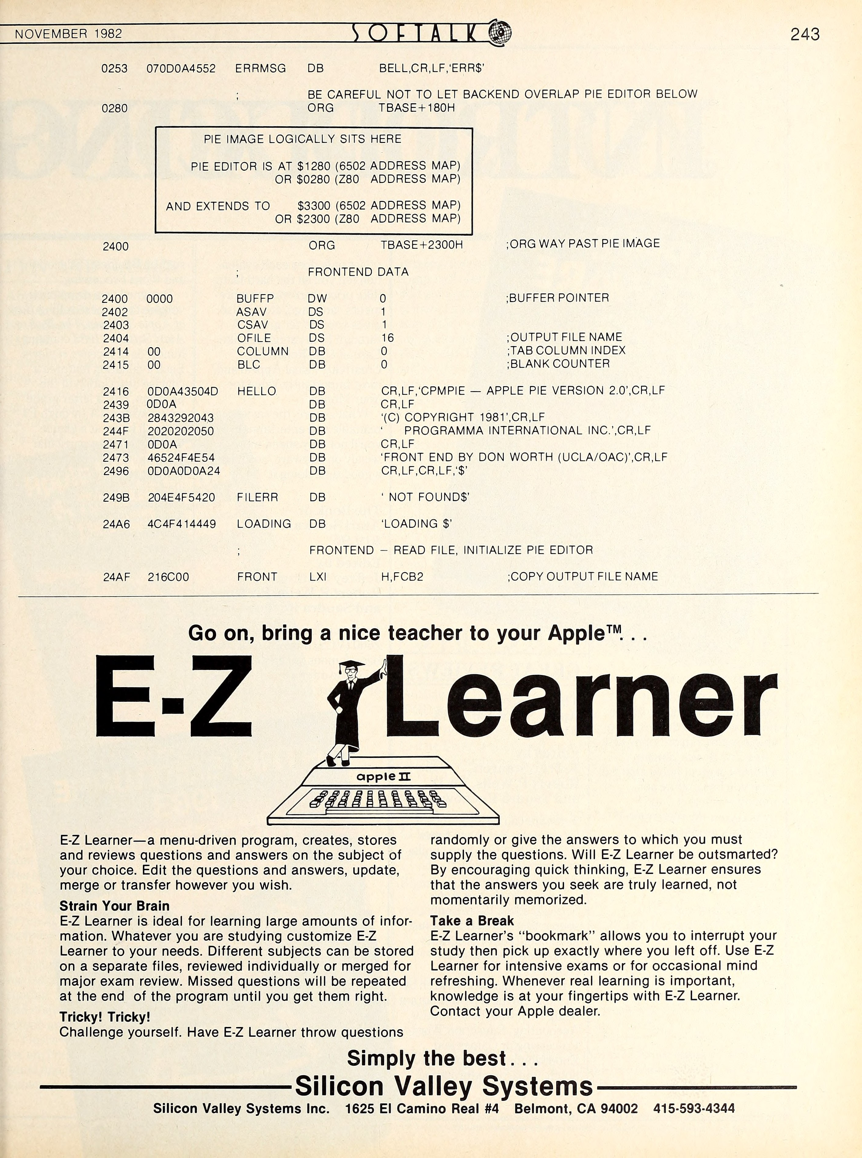 NOVEMBER 1982
SOFTALK
243
0253 070D0A4552 ERRMSG DB BELL,CR,LF,'ERR$'
; BE CAREFUL NOT TO LET BACKEND OVERLAP PIE EDITOR BELOW
0280 ORG TBASE+180H
PIE IMAGE LOGICALLY SITS HERE
PIE EDITOR IS AT $1280 (6502 ADDRESS MAP)
OR $0280 (Z80 ADDRESS MAP)
AND EXTENDS TO $3300 (6502 ADDRESS MAP)
OR $2300 (Z80 ADDRESS MAP)
2400 ORG TBASE+2300H ;ORG WAY PAST PIE IMAGE
; FRONTEND DATA
2400 0000 BUFFP DW 0 ;BUFFER POINTER
2402 ASAV DS 1
2403 CSAV DS 1
2404 OFILE DS 16 ;OUTPUT FILE NAME
2414 00 COLUMN DB 0 ;TAB COLUMN INDEX
2415 00 BLC DB 0 ;BLANK COUNTER
2416 0D0A43504D HELLO DB CR,LF,'CPMPIE — APPLE PIE VERSION 2.0',CR,LF
2439 0D0A DB CR,LF
243B 2843292043 DB '(C) COPYRIGHT 1981',CR,LF
244F 2020202050 DB '    PROGRAMMA INTERNATIONAL INC.',CR,LF
2471 0D0A DB CR,LF
2473 46524F4E54 DB 'FRONT END BY DON WORTH (UCLA/OAC)',CR,LF
2496 0D0A0D0A24 DB CR,LF,CR,LF,'$'
249B 204E4F5420 FILERR DB ' NOT FOUND$'
24A6 4C4F414449 LOADING DB 'LOADING $'
; FRONTEND – READ FILE, INITIALIZE PIE EDITOR
24AF 216C00 FRONT LXI H,FCB2 ;COPY OUTPUT FILE NAME
Go on, bring a nice teacher to your Apple™. . .
E-Z Learner
apple II
E-Z Learner—a menu-driven program, creates, stores
and reviews questions and answers on the subject of
your choice. Edit the questions and answers, update,
merge or transfer however you wish.
Strain Your Brain
E-Z Learner is ideal for learning large amounts of infor-
mation. Whatever you are studying customize E-Z
Learner to your needs. Different subjects can be stored
on a separate files, reviewed individually or merged for
major exam review. Missed questions will be repeated
at the end of the program until you get them right.
Tricky! Tricky!
Challenge yourself. Have E-Z Learner throw questions
randomly or give the answers to which you must
supply the questions. Will E-Z Learner be outsmarted?
By encouraging quick thinking, E-Z Learner ensures
that the answers you seek are truly learned, not
momentarily memorized.
Take a Break
E-Z Learner's “bookmark” allows you to interrupt your
study then pick up exactly where you left off. Use E-Z
Learner for intensive exams or for occasional mind
refreshing. Whenever real learning is important,
knowledge is at your fingertips with E-Z Learner.
Contact your Apple dealer.
Simply the best. . .
Silicon Valley Systems
Silicon Valley Systems Inc. 1625 El Camino Real #4 Belmont, CA 94002 415-593-4344